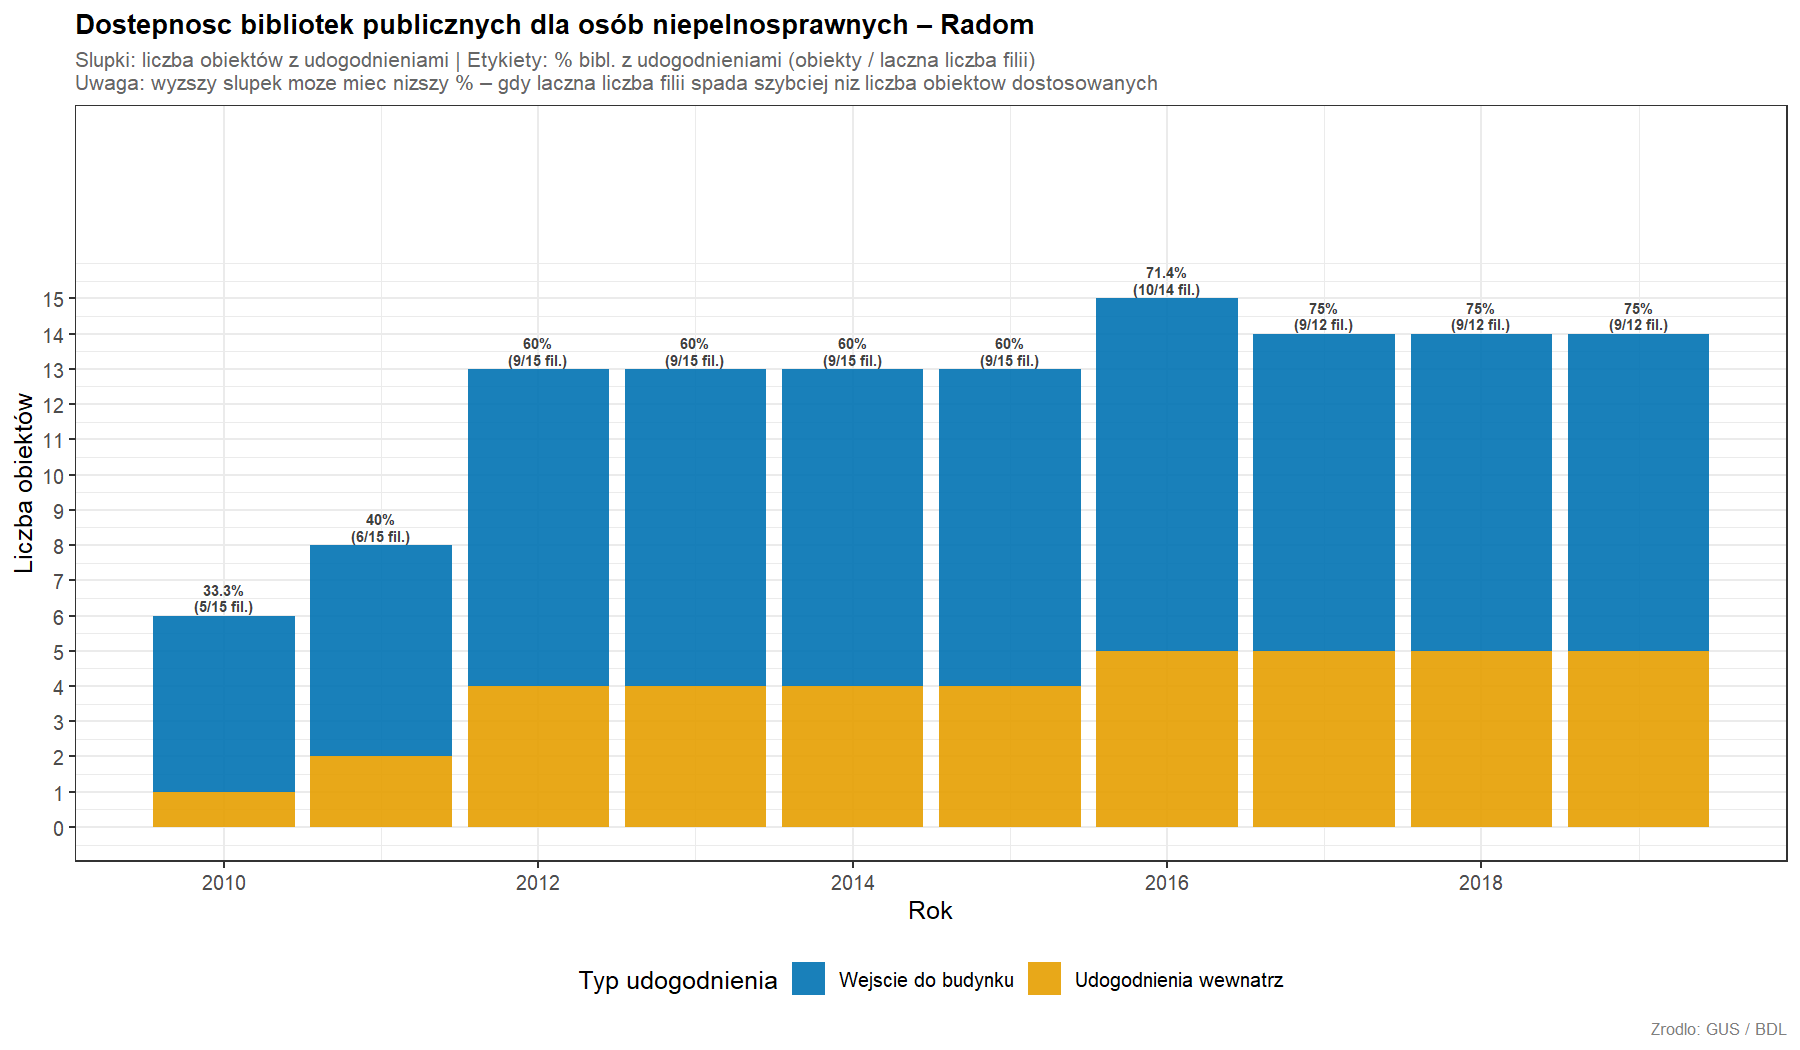 Dostepnosc bibliotek publicznych dla osób niepelnosprawnych – Radom
Slupki: liczba obiektów z udogodnieniami | Etykiety: % bibl. z udogodnieniami (obiekty / laczna liczba filii)
Uwaga: wyzszy slupek moze miec nizszy % – gdy laczna liczba filii spada szybciej niz liczba obiektow dostosowanych
Liczba obiektów
15
14
13
12
11
10
9
8
7
6
5
4
3
2
1
0
33.3%
(5/15 fil.)
40%
(6/15 fil.)
60%
(9/15 fil.)
60%
(9/15 fil.)
60%
(9/15 fil.)
60%
(9/15 fil.)
71.4%
(10/14 fil.)
75%
(9/12 fil.)
75%
(9/12 fil.)
75%
(9/12 fil.)
2010
2012
2014
2016
2018
Rok
Typ udogodnienia
Wejscie do budynku
Udogodnienia wewnatrz
Zrodlo: GUS / BDL